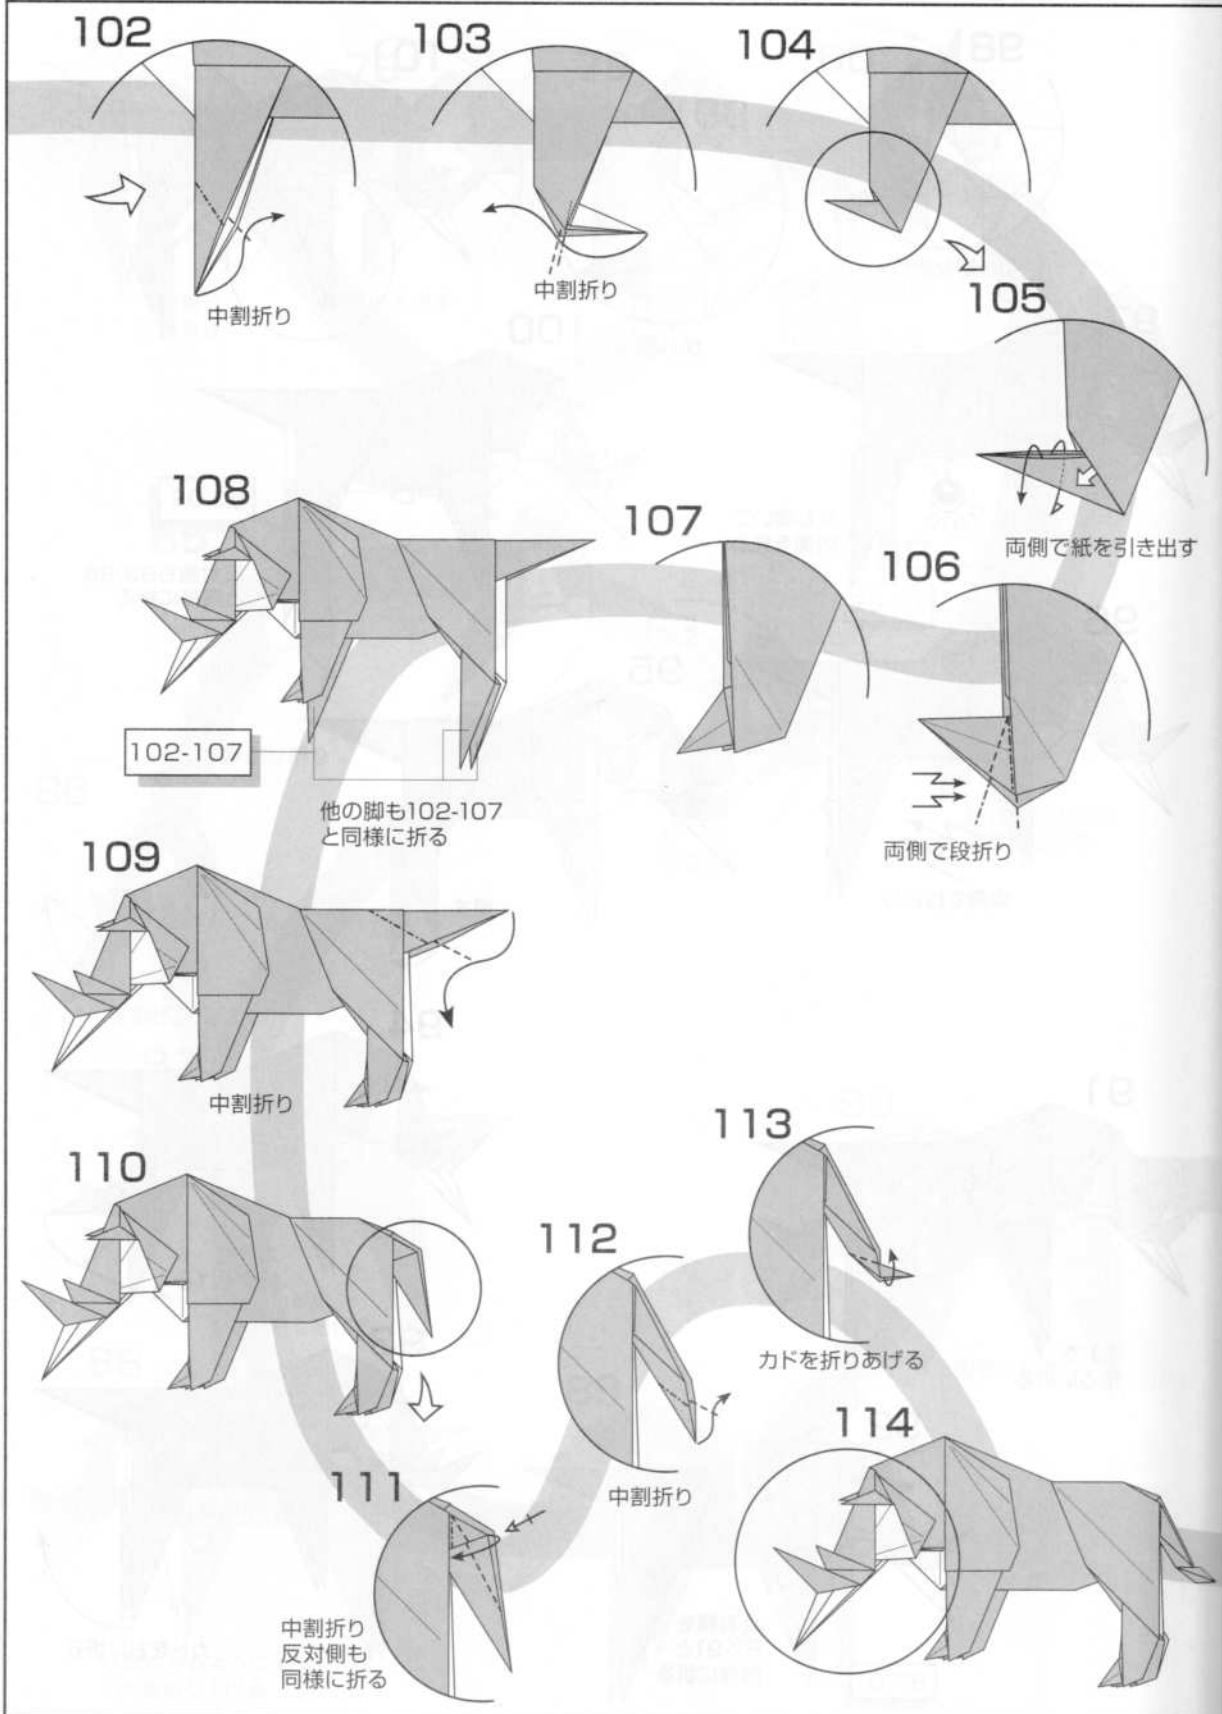 102
中割折り
103
中割折り
104
105
両側で紙を引き出す
106
両側で段折り
107
108
102-107
他の脚も102-107
と同様に折る
109
中割折り
110
111
中割折り
反対側も
同様に折る
112
中割折り
113
カドを折りあげる
114